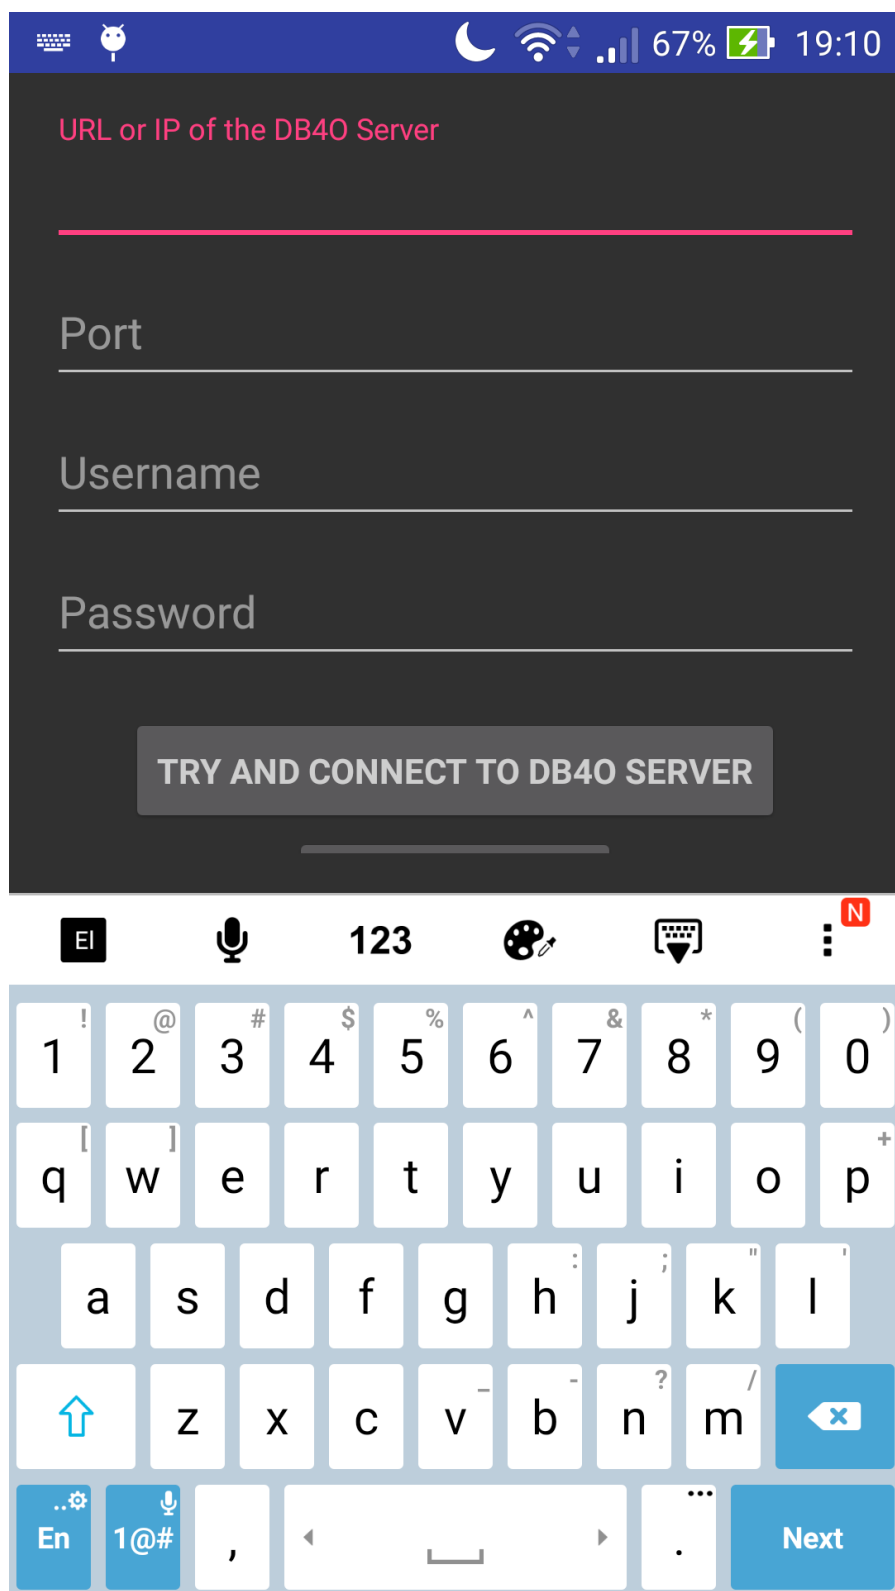 67% 19:10
URL or IP of the DB4O Server
Port
Username
Password
TRY AND CONNECT TO DB4O SERVER
El 123 N
! @ # $ % ^ & * ( )
1 2 3 4 5 6 7 8 9 0
[ ] +
q w e r t y u i o p
: ; " '
a s d f g h j k l
_ - ? /
z x c v b n m
En 1@# , . ... Next